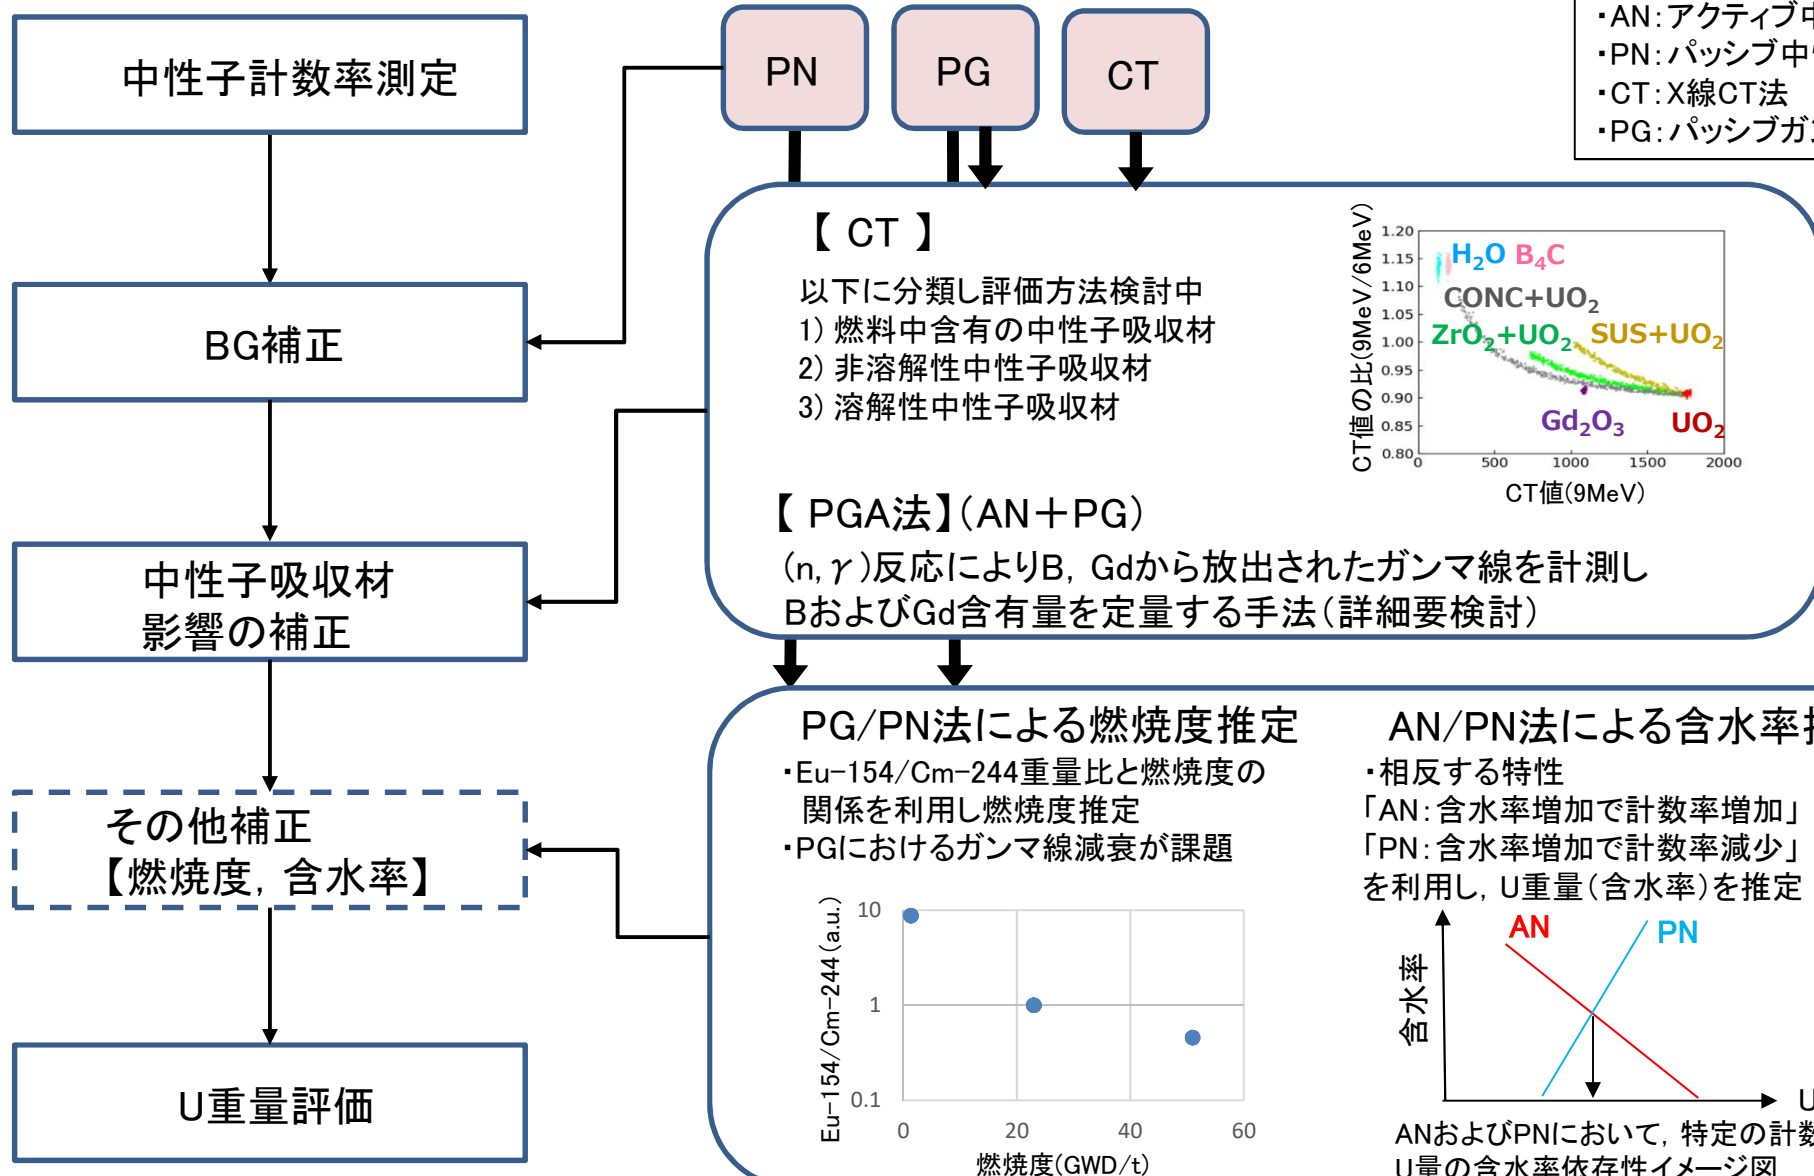 中性子計数率測定
PN
PG
CT
・AN：アクティブ中
・PN：パッシブ中
・CT：X線CT法
・PG：パッシブガ
BG補正
中性子吸収材
影響の補正
その他補正
【燃焼度，含水率】
U重量評価
【 CT 】
以下に分類し評価方法検討中
1) 燃料中含有の中性子吸収材
2) 非溶解性中性子吸収材
3) 溶解性中性子吸収材
CT値の比(9MeV/6MeV)
1.20
1.15
1.10
1.05
1.00
0.95
0.90
0.85
0.80
H₂O B₄C
CONC+UO₂
ZrO₂+UO₂ SUS+UO₂
Gd₂O₃ UO₂
0 500 1000 1500 2000
CT値(9MeV)
【 PGA法】（AN＋PG）
(n,γ)反応によりB，Gdから放出されたガンマ線を計測し
BおよびGd含有量を定量する手法（詳細要検討）
PG/PN法による燃焼度推定
・Eu-154/Cm-244重量比と燃焼度の
関係を利用し燃焼度推定
・PGにおけるガンマ線減衰が課題
Eu-154/Cm-244（a.u.）
10
1
0.1
0 20 40 60
燃焼度(GWD/t)
AN/PN法による含水率
・相反する特性
「AN：含水率増加で計数率増加」
「PN：含水率増加で計数率減少」
を利用し，U重量（含水率）を推定
AN
PN
含水率
U
ANおよびPNにおいて，特定の計数
U量の含水率依存性イメージ図